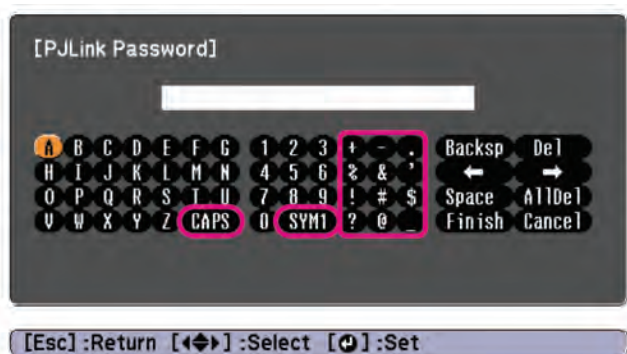 [PJLink Password]
A B C D E F G 1 2 3 + - . Backsp Del
H I J K L M N 4 5 6 % & ' ← →
O P Q R S T U 7 8 9 ! # $ Space AllDel
V W X Y Z CAPS 0 SYM1 ? @ _ Finish Cancel
[Esc] :Return [◀◆▶] :Select [⏎] :Set